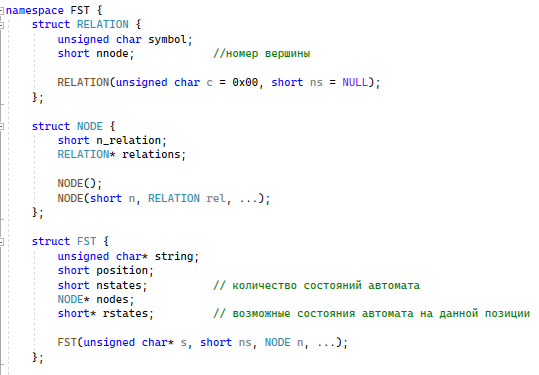 namespace FST {
struct RELATION {
unsigned char symbol;
short nnode; //номер вершины
RELATION(unsigned char c = 0x00, short ns = NULL);
};
struct NODE {
short n_relation;
RELATION* relations;
NODE();
NODE(short n, RELATION rel, ...);
};
struct FST {
unsigned char* string;
short position;
short nstates; // количество состояний автомата
NODE* nodes;
short* rstates; // возможные состояния автомата на данной позиции
FST(unsigned char* s, short ns, NODE n, ...);
};